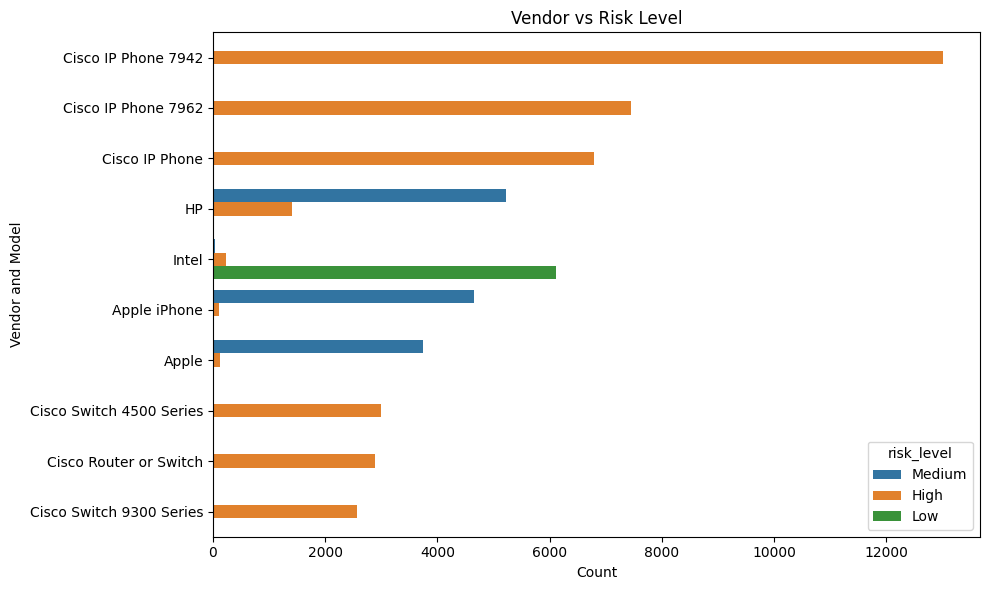 Vendor vs Risk Level
Vendor and Model
Cisco IP Phone 7942
Cisco IP Phone 7962
Cisco IP Phone
HP
Intel
Apple iPhone
Apple
Cisco Switch 4500 Series
Cisco Router or Switch
Cisco Switch 9300 Series
risk_level
Medium
High
Low
0 2000 4000 6000 8000 10000 12000
Count